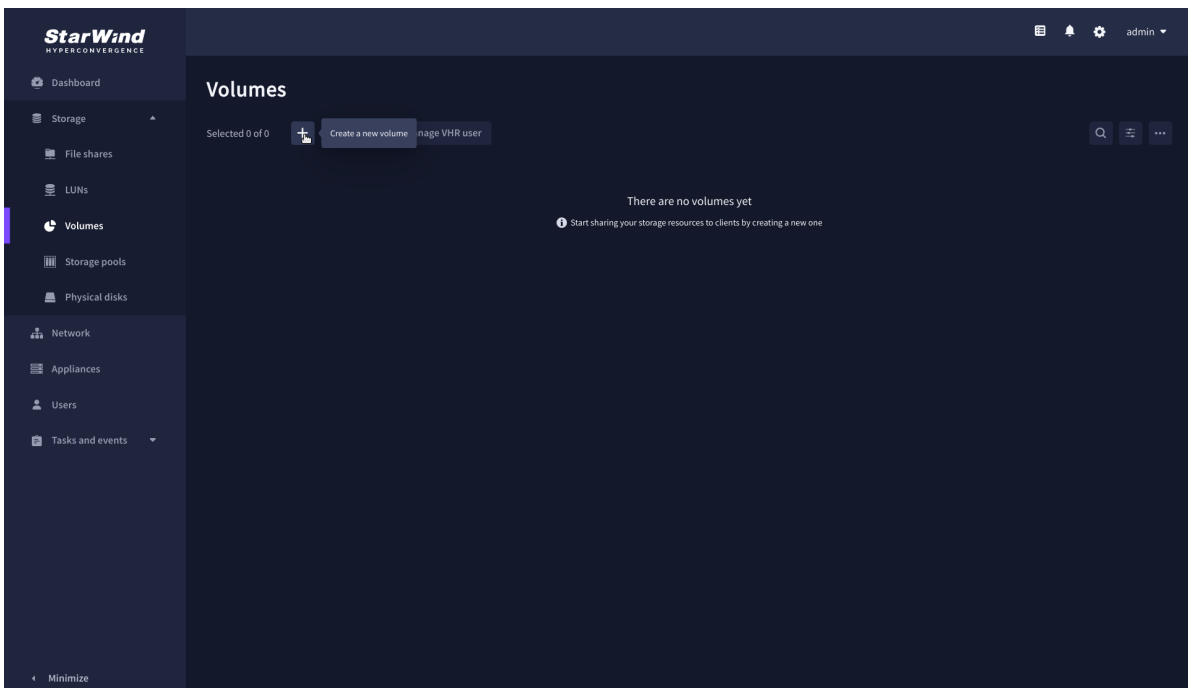 StarWind
HYPERCONVERGENCE
admin
Dashboard
Storage
File shares
LUNs
Volumes
Storage pools
Physical disks
Network
Appliances
Users
Tasks and events
Minimize
Volumes
Selected 0 of 0
Create a new volume
nage VHR user
There are no volumes yet
Start sharing your storage resources to clients by creating a new one